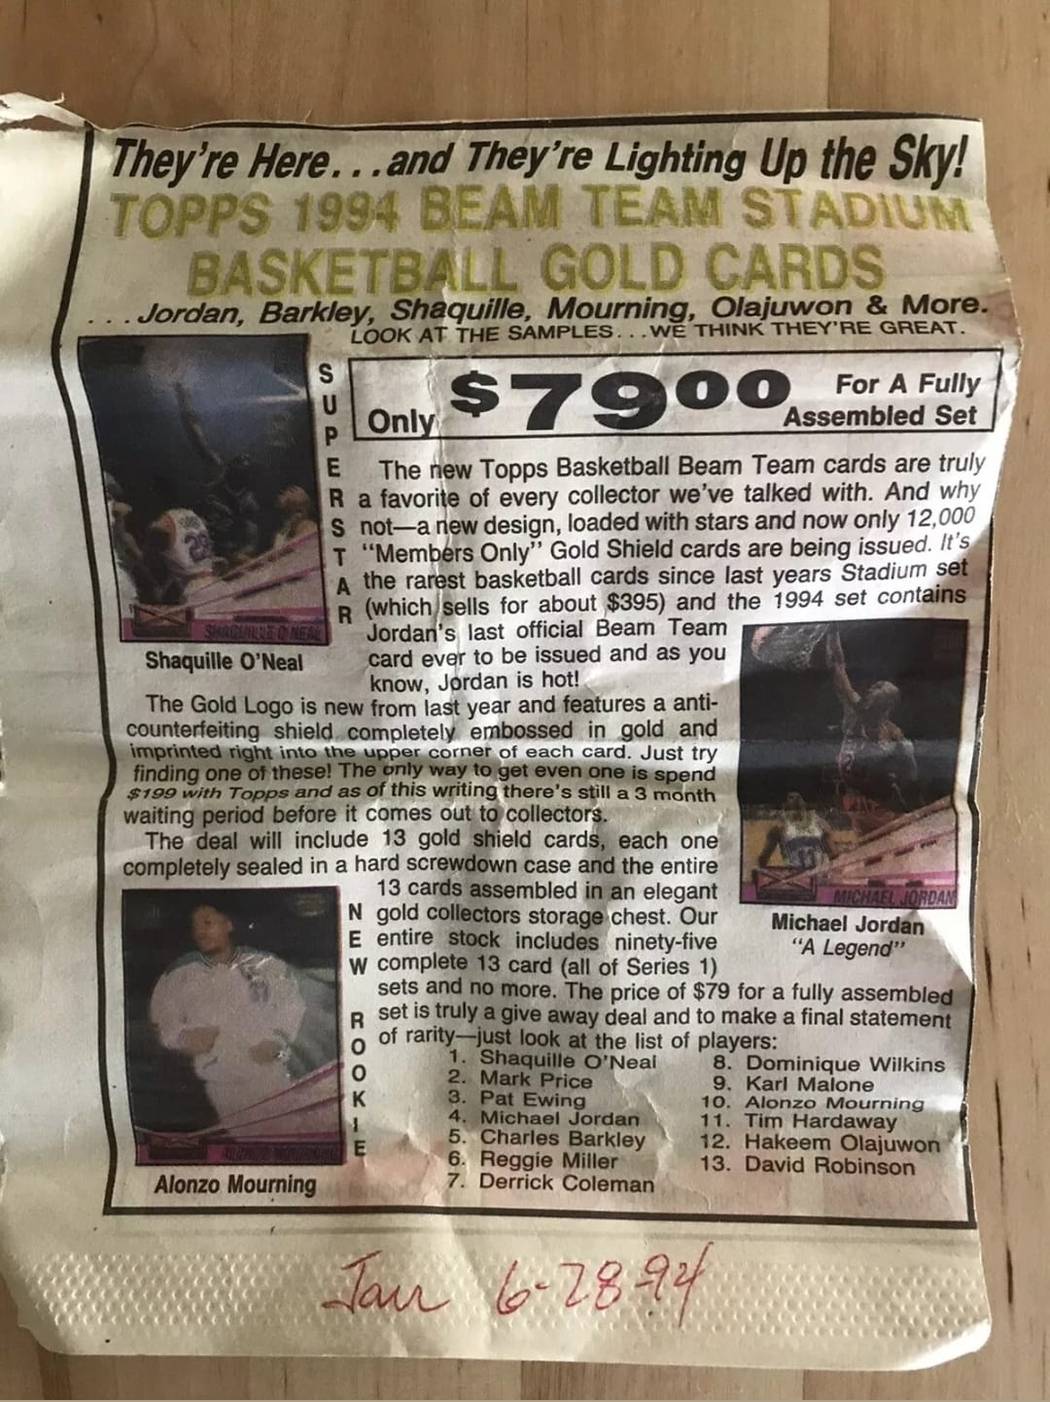 They're Here...and They're Lighting Up the Sky!
TOPPS 1994 BEAM TEAM STADIUM
BASKETBALL GOLD CARDS
...Jordan, Barkley, Shaquille, Mourning, Olajuwon & More.
LOOK AT THE SAMPLES...WE THINK THEY'RE GREAT.
SUPERSTAR
SHAQUILLE O'NEAL
Shaquille O'Neal
Only $79.00 For A Fully
Assembled Set
The new Topps Basketball Beam Team cards are truly
a favorite of every collector we've talked with. And why
not—a new design, loaded with stars and now only 12,000
"Members Only" Gold Shield cards are being issued. It's
the rarest basketball cards since last years Stadium set
(which sells for about $395) and the 1994 set contains
Jordan's last official Beam Team
card ever to be issued and as you
know, Jordan is hot!
The Gold Logo is new from last year and features a anti-
counterfeiting shield completely embossed in gold and
imprinted right into the upper corner of each card. Just try
finding one of these! The only way to get even one is spend
$199 with Topps and as of this writing there's still a 3 month
waiting period before it comes out to collectors.
The deal will include 13 gold shield cards, each one
completely sealed in a hard screwdown case and the entire
13 cards assembled in an elegant
gold collectors storage chest. Our
entire stock includes ninety-five
complete 13 card (all of Series 1)
sets and no more. The price of $79 for a fully assembled
set is truly a give away deal and to make a final statement
of rarity—just look at the list of players:
MICHAEL JORDAN
Michael Jordan
"A Legend"
NEW ROOKIE
ALONZO MOURNING
Alonzo Mourning
1. Shaquille O'Neal
2. Mark Price
3. Pat Ewing
4. Michael Jordan
5. Charles Barkley
6. Reggie Miller
7. Derrick Coleman
8. Dominique Wilkins
9. Karl Malone
10. Alonzo Mourning
11. Tim Hardaway
12. Hakeem Olajuwon
13. David Robinson
6-28-94